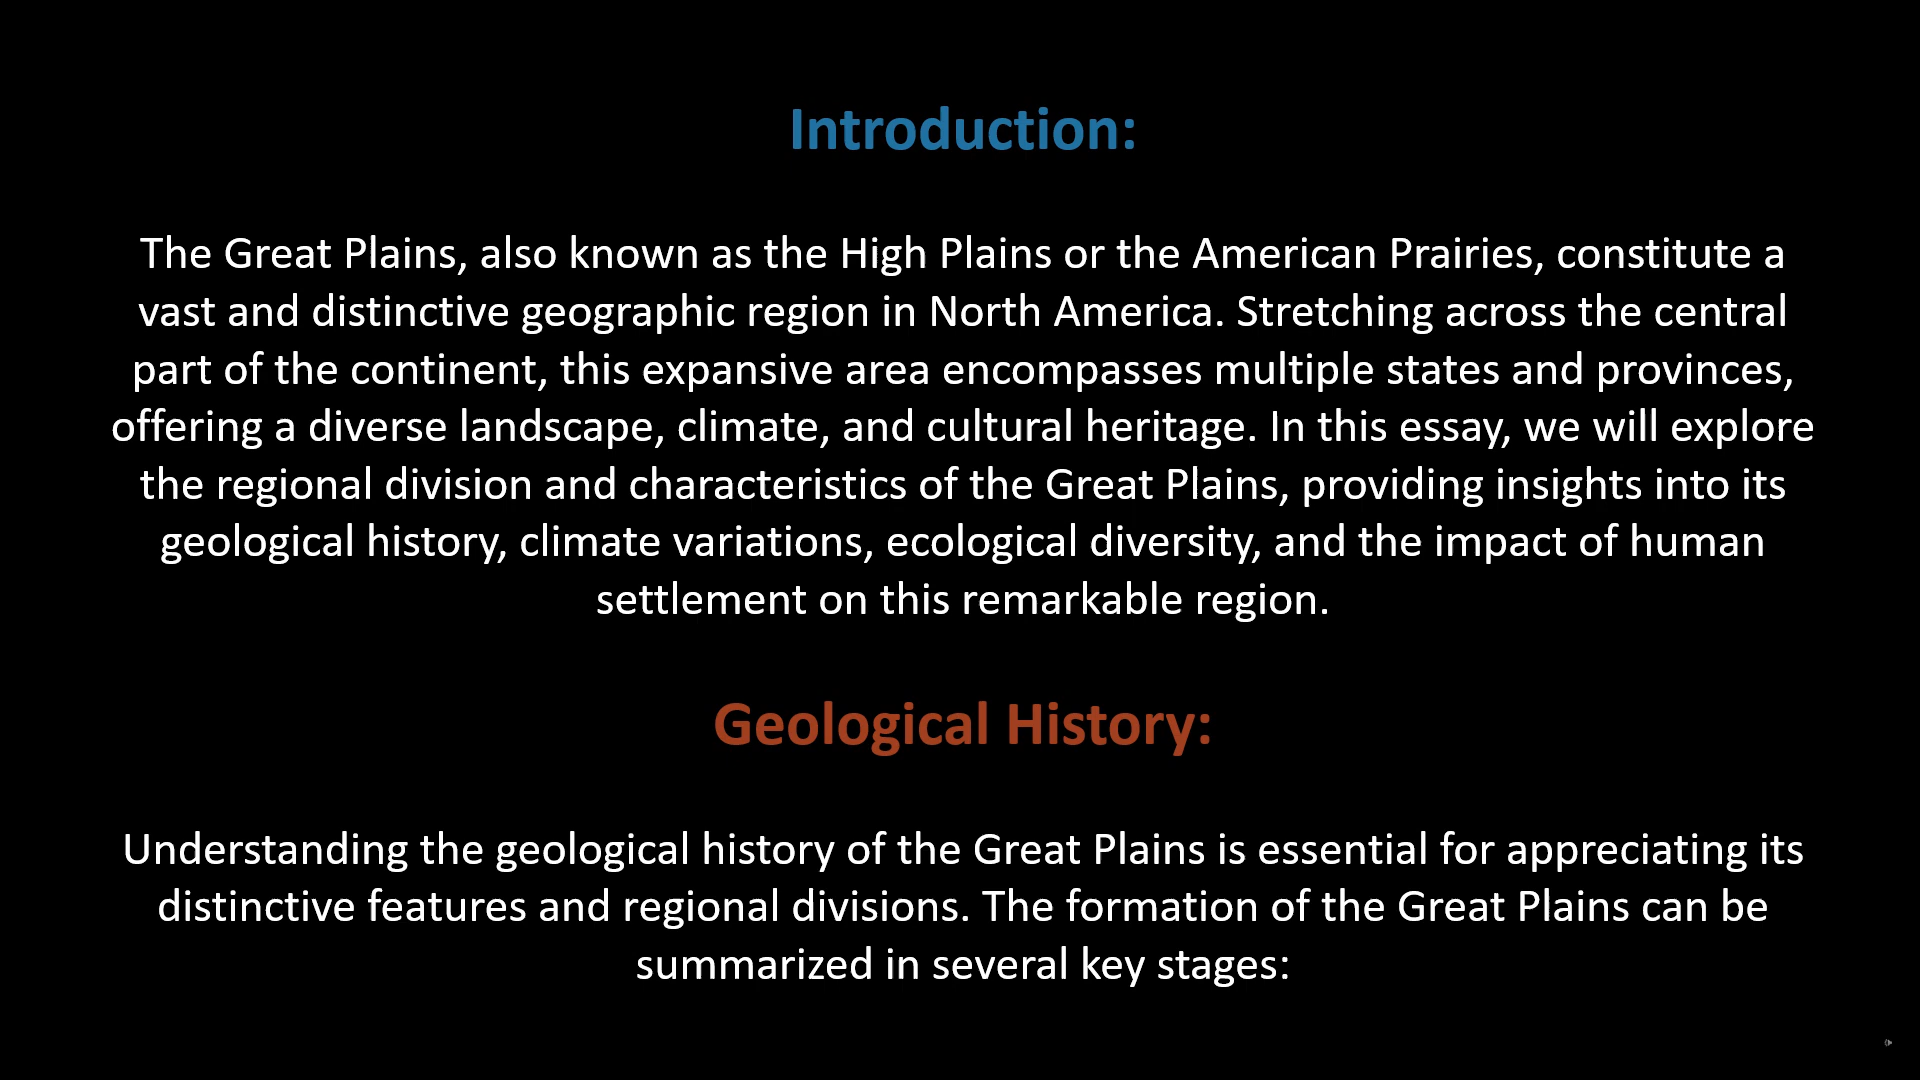 Introduction:
The Great Plains, also known as the High Plains or the American Prairies, constitute a
vast and distinctive geographic region in North America. Stretching across the central
part of the continent, this expansive area encompasses multiple states and provinces,
offering a diverse landscape, climate, and cultural heritage. In this essay, we will explore
the regional division and characteristics of the Great Plains, providing insights into its
geological history, climate variations, ecological diversity, and the impact of human
settlement on this remarkable region.
Geological History:
Understanding the geological history of the Great Plains is essential for appreciating its
distinctive features and regional divisions. The formation of the Great Plains can be
summarized in several key stages: